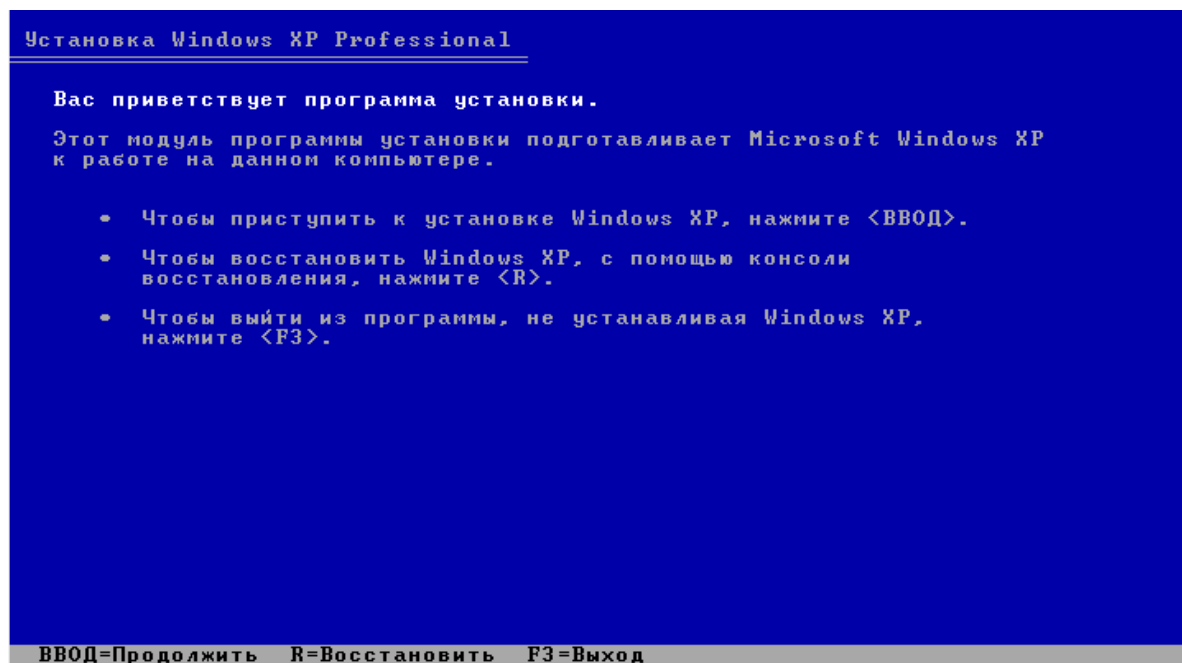 Установка Windows XP Professional
Вас приветствует программа установки.
Этот модуль программы установки подготавливает Microsoft Windows XP
к работе на данном компьютере.
• Чтобы приступить к установке Windows XP, нажмите <ВВОД>.
• Чтобы восстановить Windows XP, с помощью консоли
восстановления, нажмите <R>.
• Чтобы выйти из программы, не устанавливая Windows XP,
нажмите <F3>.
ВВОД=Продолжить R=Восстановить F3=Выход